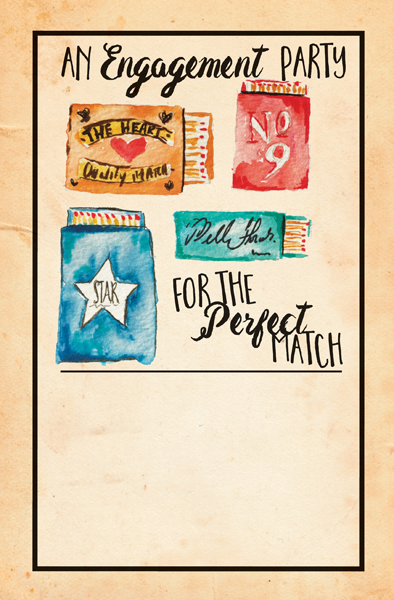 AN Engagement PARTY
THE HEART
Quality MATCH
NO
9
STAR
FOR THE
Perfect
MATCH